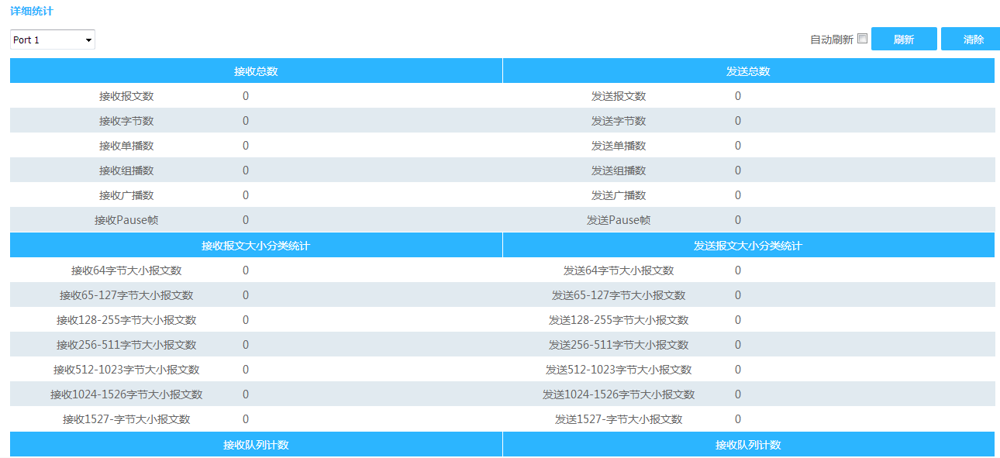 详细统计
Port 1 自动刷新 刷新 清除
接收总数 发送总数
接收报文数 0 发送报文数 0
接收字节数 0 发送字节数 0
接收单播数 0 发送单播数 0
接收组播数 0 发送组播数 0
接收广播数 0 发送广播数 0
接收Pause帧 0 发送Pause帧 0
接收报文大小分类统计 发送报文大小分类统计
接收64字节大小报文数 0 发送64字节大小报文数 0
接收65-127字节大小报文数 0 发送65-127字节大小报文数 0
接收128-255字节大小报文数 0 发送128-255字节大小报文数 0
接收256-511字节大小报文数 0 发送256-511字节大小报文数 0
接收512-1023字节大小报文数 0 发送512-1023字节大小报文数 0
接收1024-1526字节大小报文数 0 发送1024-1526字节大小报文数 0
接收1527-字节大小报文数 0 发送1527-字节大小报文数 0
接收队列计数 接收队列计数